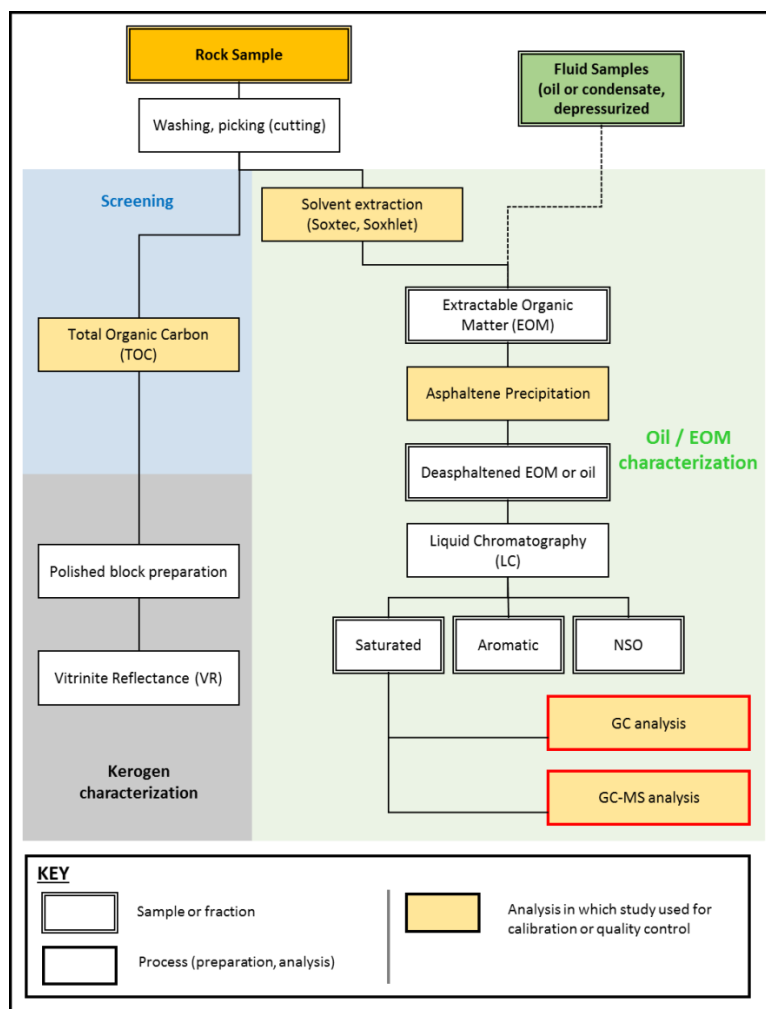 Rock Sample
Fluid Samples
(oil or condensate,
depressurized
Washing, picking (cutting)
Screening
Solvent extraction
(Soxtec, Soxhlet)
Extractable Organic
Matter (EOM)
Total Organic Carbon
(TOC)
Asphaltene Precipitation
Oil / EOM
characterization
Deasphaltened EOM or oil
Liquid Chromatography
(LC)
Polished block preparation
Saturated
Aromatic
NSO
Vitrinite Reflectance (VR)
GC analysis
Kerogen
characterization
GC-MS analysis
KEY
Sample or fraction
Process (preparation, analysis)
Analysis in which study used for
calibration or quality control